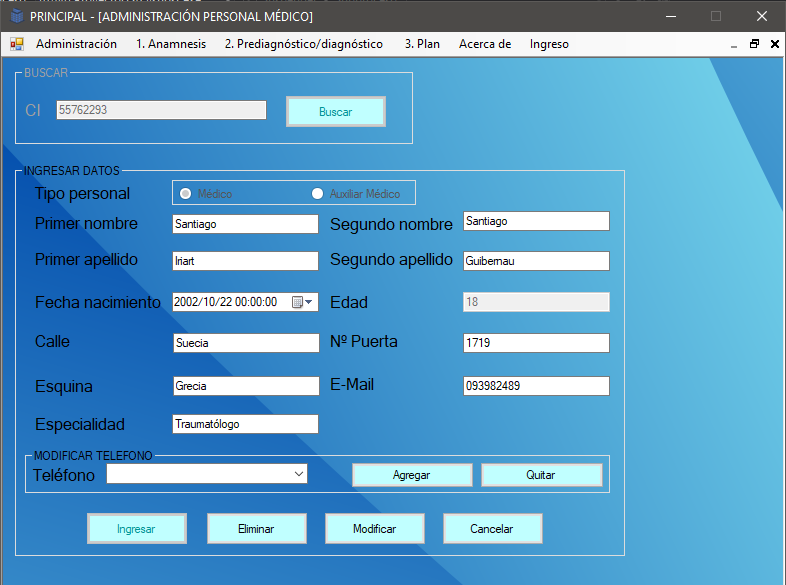 PRINCIPAL - [ADMINISTRACIÓN PERSONAL MÉDICO]
Administración 1. Anamnesis 2. Prediagnóstico/diagnóstico 3. Plan Acerca de Ingreso
BUSCAR
CI 55762293 Buscar
INGRESAR DATOS
Tipo personal Médico Auxiliar Médico
Primer nombre Santiago Segundo nombre Santiago
Primer apellido Iriart Segundo apellido Guibernau
Fecha nacimiento 2002/10/22 00:00:00 Edad 18
Calle Suecia Nº Puerta 1719
Esquina Grecia E-Mail 093982489
Especialidad Traumatólogo
MODIFICAR TELEFONO
Teléfono Agregar Quitar
Ingresar Eliminar Modificar Cancelar